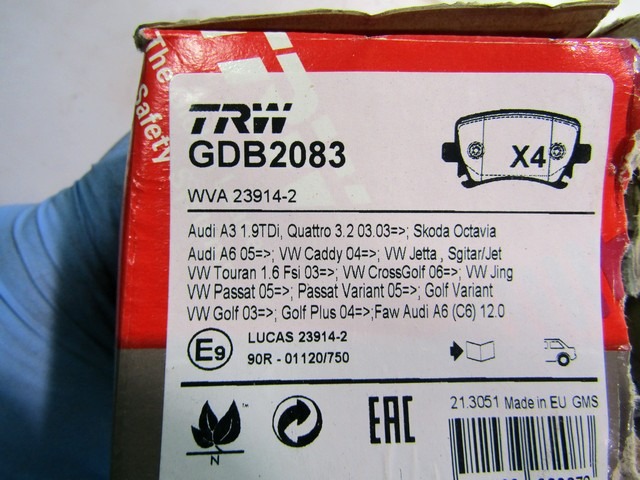 The
Safety
TRW
GDB2083
X4
WVA 23914-2
Audi A3 1.9TDi, Quattro 3.2 03.03=>; Skoda Octavia
Audi A6 05=>; VW Caddy 04=>; VW Jetta , Sgitar/Jet
VW Touran 1.6 Fsi 03=>; VW CrossGolf 06=>; VW Jing
VW Passat 05=>; Passat Variant 05=>; Golf Variant
VW Golf 03=>; Golf Plus 04=>;Faw Audi A6 (C6) 12.0
E9
LUCAS 23914-2
90R - 01120/750
N
TM
EAC
21.3051 Made in EU GMS